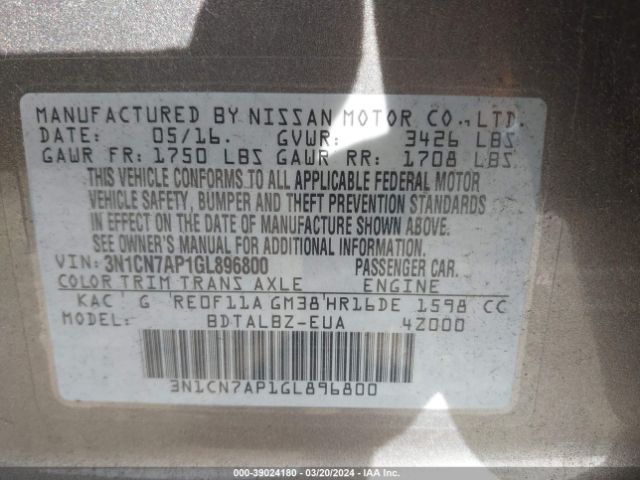 MANUFACTURED BY NISSAN MOTOR CO.,LTD.
DATE: 05/16. GVWR: 3426 LBS
GAWR FR: 1750 LBS GAWR RR: 1708 LBS
THIS VEHICLE CONFORMS TO ALL APPLICABLE FEDERAL MOTOR
VEHICLE SAFETY, BUMPER AND THEFT PREVENTION STANDARDS
IN EFFECT ON THE DATE OF MANUFACTURE SHOWN ABOVE.
SEE OWNER'S MANUAL FOR ADDITIONAL INFORMATION.
VIN: 3N1CN7AP1GL896800 PASSENGER CAR.
COLOR TRIM TRANS AXLE ENGINE
KAC G RE0F11A GM38 HR16DE 1598 CC
MODEL: BDTALBZ-EUA 4Z000
3N1CN7AP1GL896800
000-39024180 - 03/20/2024 - IAA Inc.